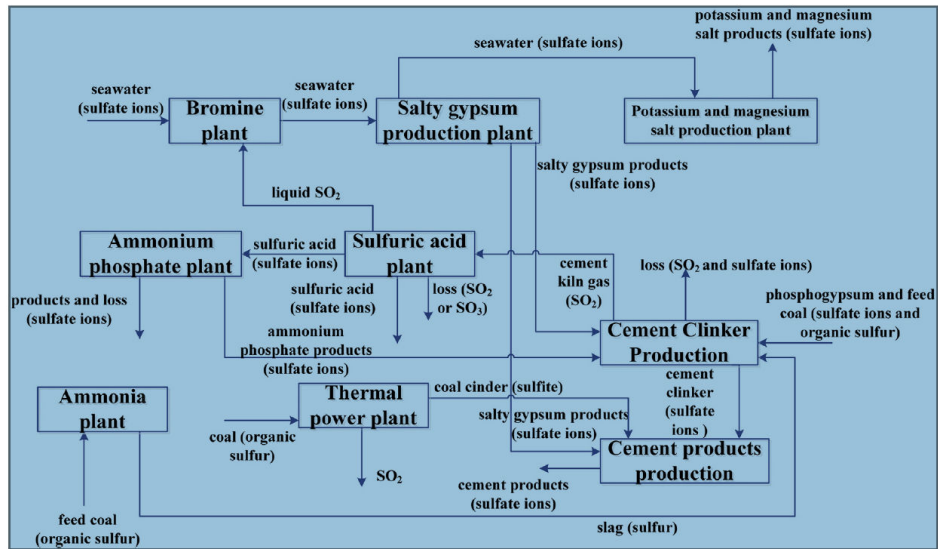 potassium and magnesium
salt products (sulfate ions)
seawater (sulfate ions)
seawater
(sulfate ions)
seawater
(sulfate ions)
Bromine
plant
Salty gypsum
production plant
Potassium and magnesium
salt production plant
salty gypsum products
(sulfate ions)
liquid SO₂
Ammonium
phosphate plant
sulfuric acid
(sulfate ions)
Sulfuric acid
plant
cement
kiln gas
(SO₂)
loss (SO₂ and sulfate ions)
products and loss
(sulfate ions)
sulfuric acid
(sulfate ions)
loss (SO₂
or SO₃)
phosphogypsum and feed
coal (sulfate ions and
organic sulfur)
ammonium
phosphate products
(sulfate ions)
Cement Clinker
Production
Ammonia
plant
Thermal
power plant
coal cinder (sulfite)
cement
clinker
(sulfate
ions )
salty gypsum products
(sulfate ions)
coal (organic
sulfur)
Cement products
production
SO₂
cement products
(sulfate ions)
feed coal
(organic sulfur)
slag (sulfur)